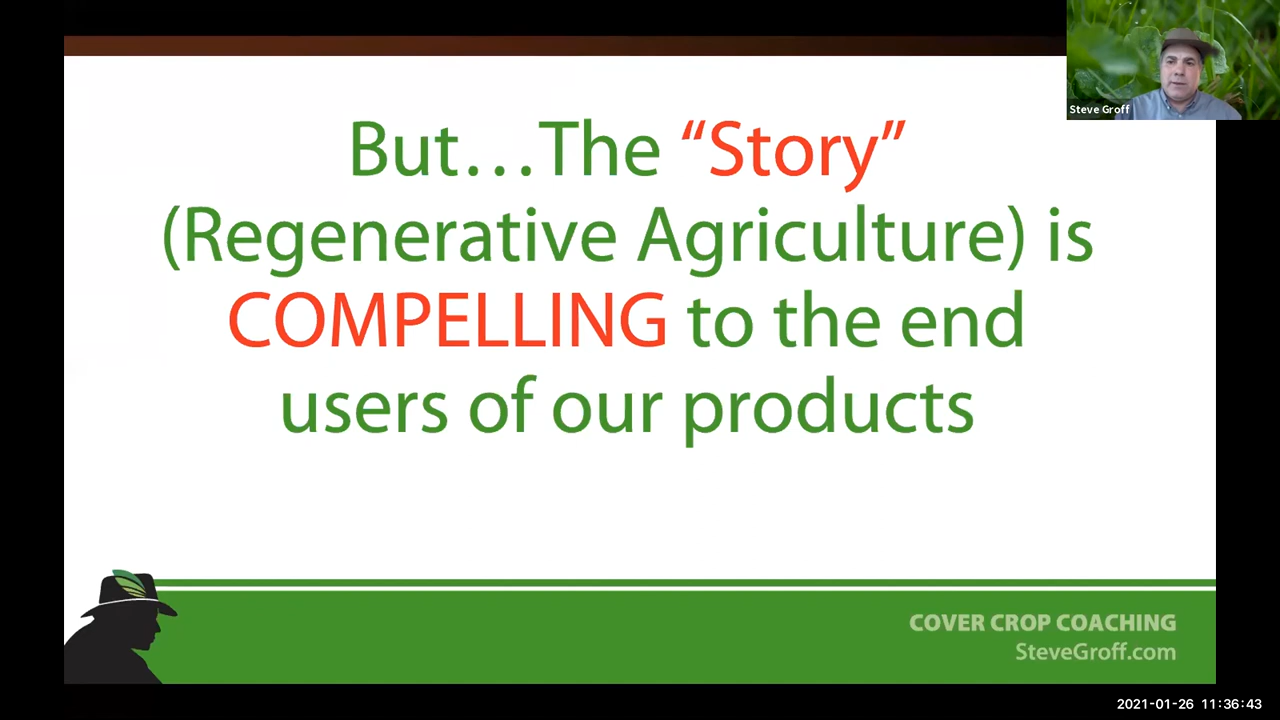 Steve Groff
But…The “Story”
(Regenerative Agriculture) is
COMPELLING to the end
users of our products
COVER CROP COACHING
SteveGroff.com
2021-01-26 11:36:43